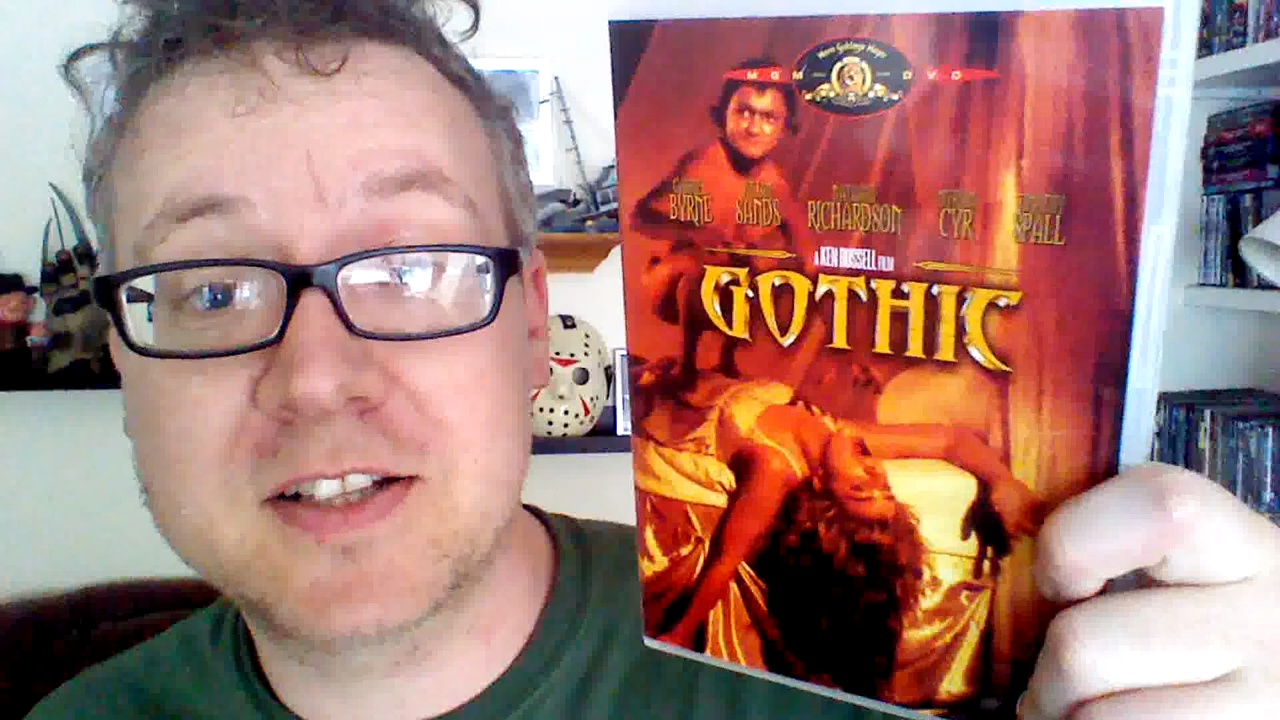 MGM DVD
BYRNE SANDS RICHARDSON CYR SPALL
A KEN RUSSELL FILM
GOTHIC